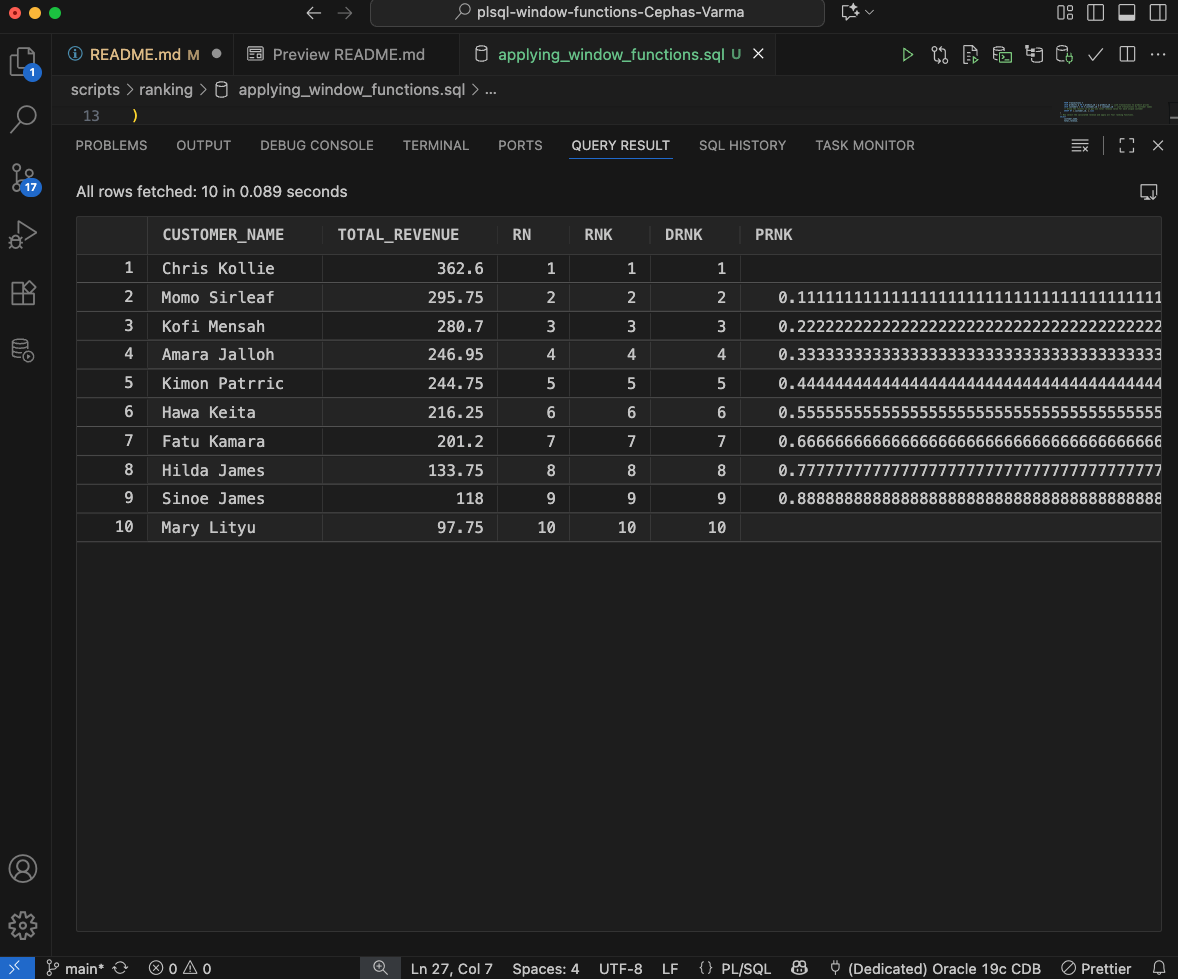 plsql-window-functions-Cephas-Varma
README.md M Preview README.md applying_window_functions.sql U
1
scripts > ranking > applying_window_functions.sql > ...
13 )
PROBLEMS OUTPUT DEBUG CONSOLE TERMINAL PORTS QUERY RESULT SQL HISTORY TASK MONITOR
17
All rows fetched: 10 in 0.089 seconds
CUSTOMER_NAME TOTAL_REVENUE RN RNK DRNK PRNK
1 Chris Kollie 362.6 1 1 1
2 Momo Sirleaf 295.75 2 2 2 0.1111111111111111111111111111111111111111
3 Kofi Mensah 280.7 3 3 3 0.2222222222222222222222222222222222222222
4 Amara Jalloh 246.95 4 4 4 0.3333333333333333333333333333333333333333
5 Kimon Patrric 244.75 5 5 5 0.4444444444444444444444444444444444444444
6 Hawa Keita 216.25 6 6 6 0.5555555555555555555555555555555555555555
7 Fatu Kamara 201.2 7 7 7 0.6666666666666666666666666666666666666666
8 Hilda James 133.75 8 8 8 0.7777777777777777777777777777777777777777
9 Sinoe James 118 9 9 9 0.8888888888888888888888888888888888888888
10 Mary Lityu 97.75 10 10 10
main* 0 0 Ln 27, Col 7 Spaces: 4 UTF-8 LF {} PL/SQL (Dedicated) Oracle 19c CDB Prettier